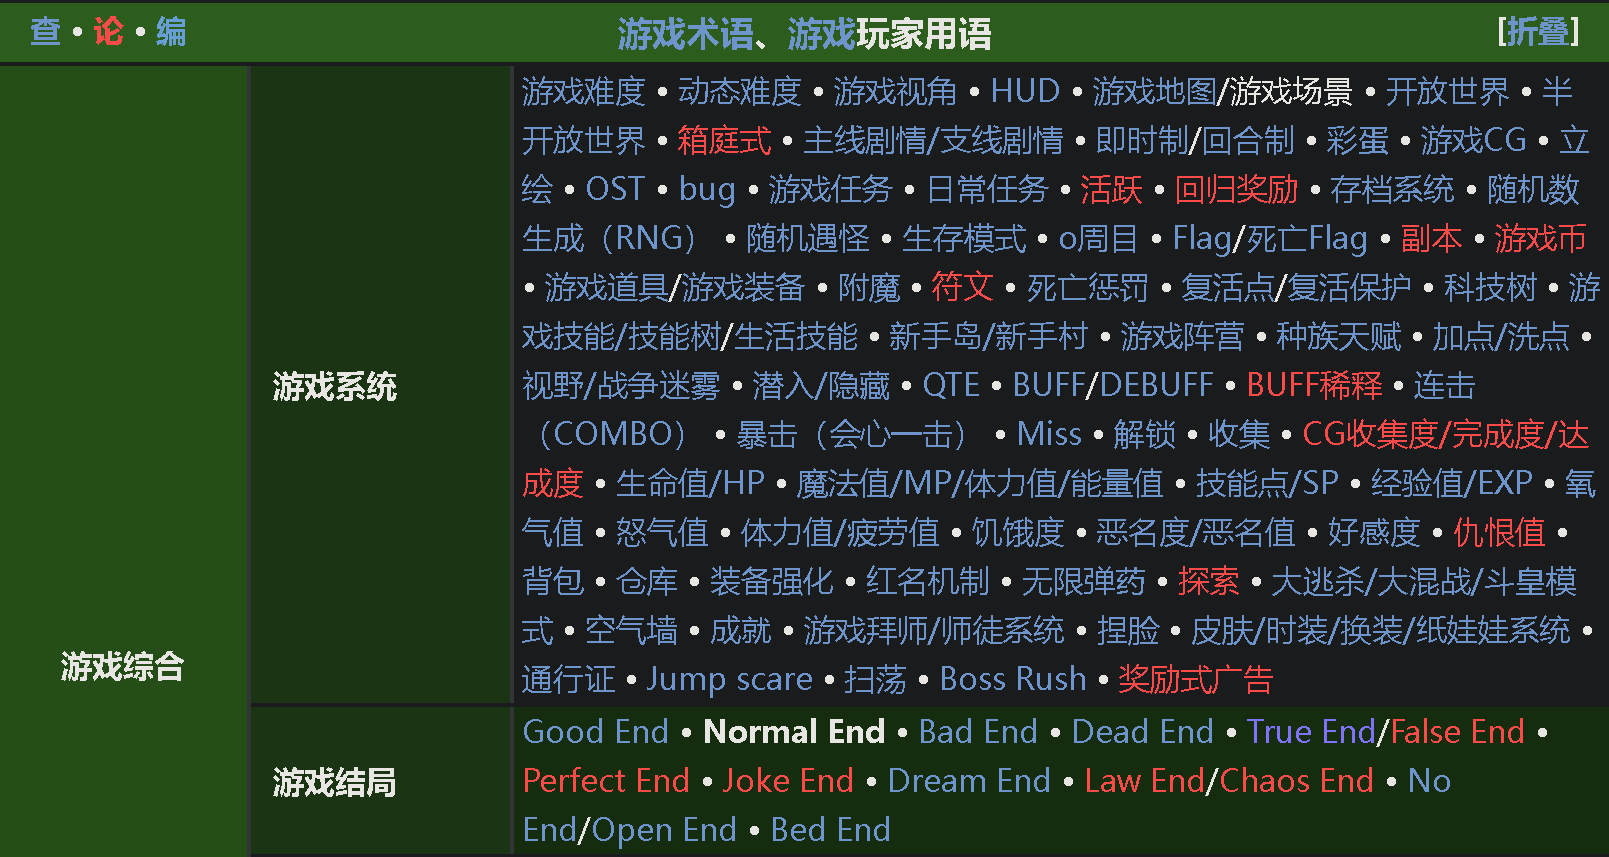 查 • 论 • 编
游戏术语、游戏玩家用语
[折叠]
游戏综合
游戏系统
游戏难度 • 动态难度 • 游戏视角 • HUD • 游戏地图/游戏场景 • 开放世界 • 半
开放世界 • 箱庭式 • 主线剧情/支线剧情 • 即时制/回合制 • 彩蛋 • 游戏CG • 立
绘 • OST • bug • 游戏任务 • 日常任务 • 活跃 • 回归奖励 • 存档系统 • 随机数
生成（RNG） • 随机遇怪 • 生存模式 • o周目 • Flag/死亡Flag • 副本 • 游戏币
• 游戏道具/游戏装备 • 附魔 • 符文 • 死亡惩罚 • 复活点/复活保护 • 科技树 • 游
戏技能/技能树/生活技能 • 新手岛/新手村 • 游戏阵营 • 种族天赋 • 加点/洗点 •
视野/战争迷雾 • 潜入/隐藏 • QTE • BUFF/DEBUFF • BUFF稀释 • 连击
（COMBO） • 暴击（会心一击） • Miss • 解锁 • 收集 • CG收集度/完成度/达
成度 • 生命值/HP • 魔法值/MP/体力值/能量值 • 技能点/SP • 经验值/EXP • 氧
气值 • 怒气值 • 体力值/疲劳值 • 饥饿度 • 恶名度/恶名值 • 好感度 • 仇恨值 •
背包 • 仓库 • 装备强化 • 红名机制 • 无限弹药 • 探索 • 大逃杀/大混战/斗皇模
式 • 空气墙 • 成就 • 游戏拜师/师徒系统 • 捏脸 • 皮肤/时装/换装/纸娃娃系统 •
通行证 • Jump scare • 扫荡 • Boss Rush • 奖励式广告
游戏结局
Good End • Normal End • Bad End • Dead End • True End/False End •
Perfect End • Joke End • Dream End • Law End/Chaos End • No
End/Open End • Bed End